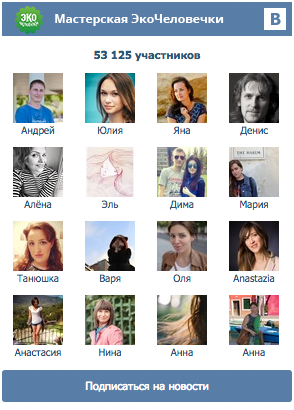 ЭКО
Мастерская ЭкоЧеловечки
B
53 125 участников
Андрей Юлия Яна Денис
Алёна Эль Дима Мария
Танюшка Варя Оля Anastazia
Анастасия Нина Анна Анна
Подписаться на новости